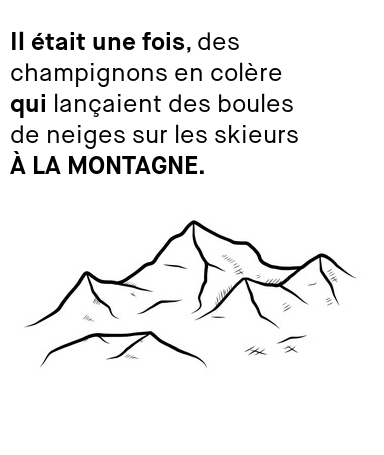 Il était une fois, des
champignons en colère
qui lançaient des boules
de neiges sur les skieurs
À LA MONTAGNE.